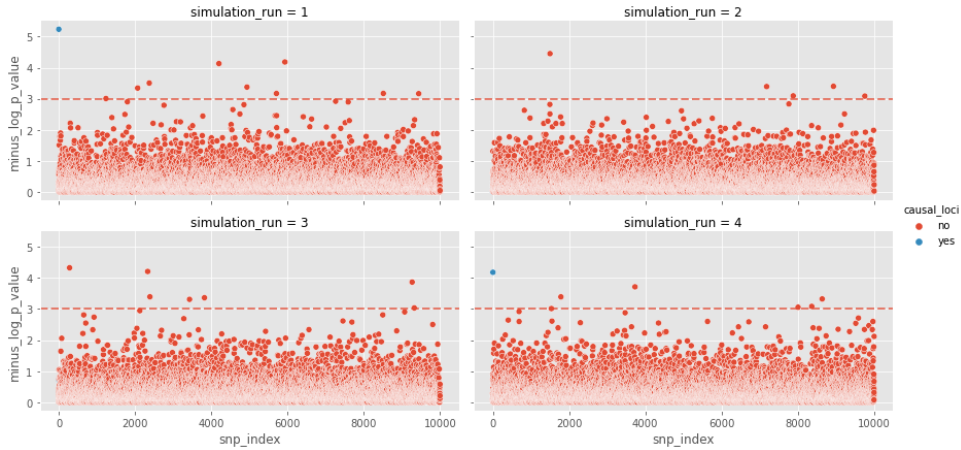 simulation_run = 1
simulation_run = 2
minus_log_p_value
5
4
3
2
1
0
simulation_run = 3
simulation_run = 4
minus_log_p_value
5
4
3
2
1
0
0 2000 4000 6000 8000 10000
0 2000 4000 6000 8000 10000
snp_index
snp_index
causal_loci
no
yes